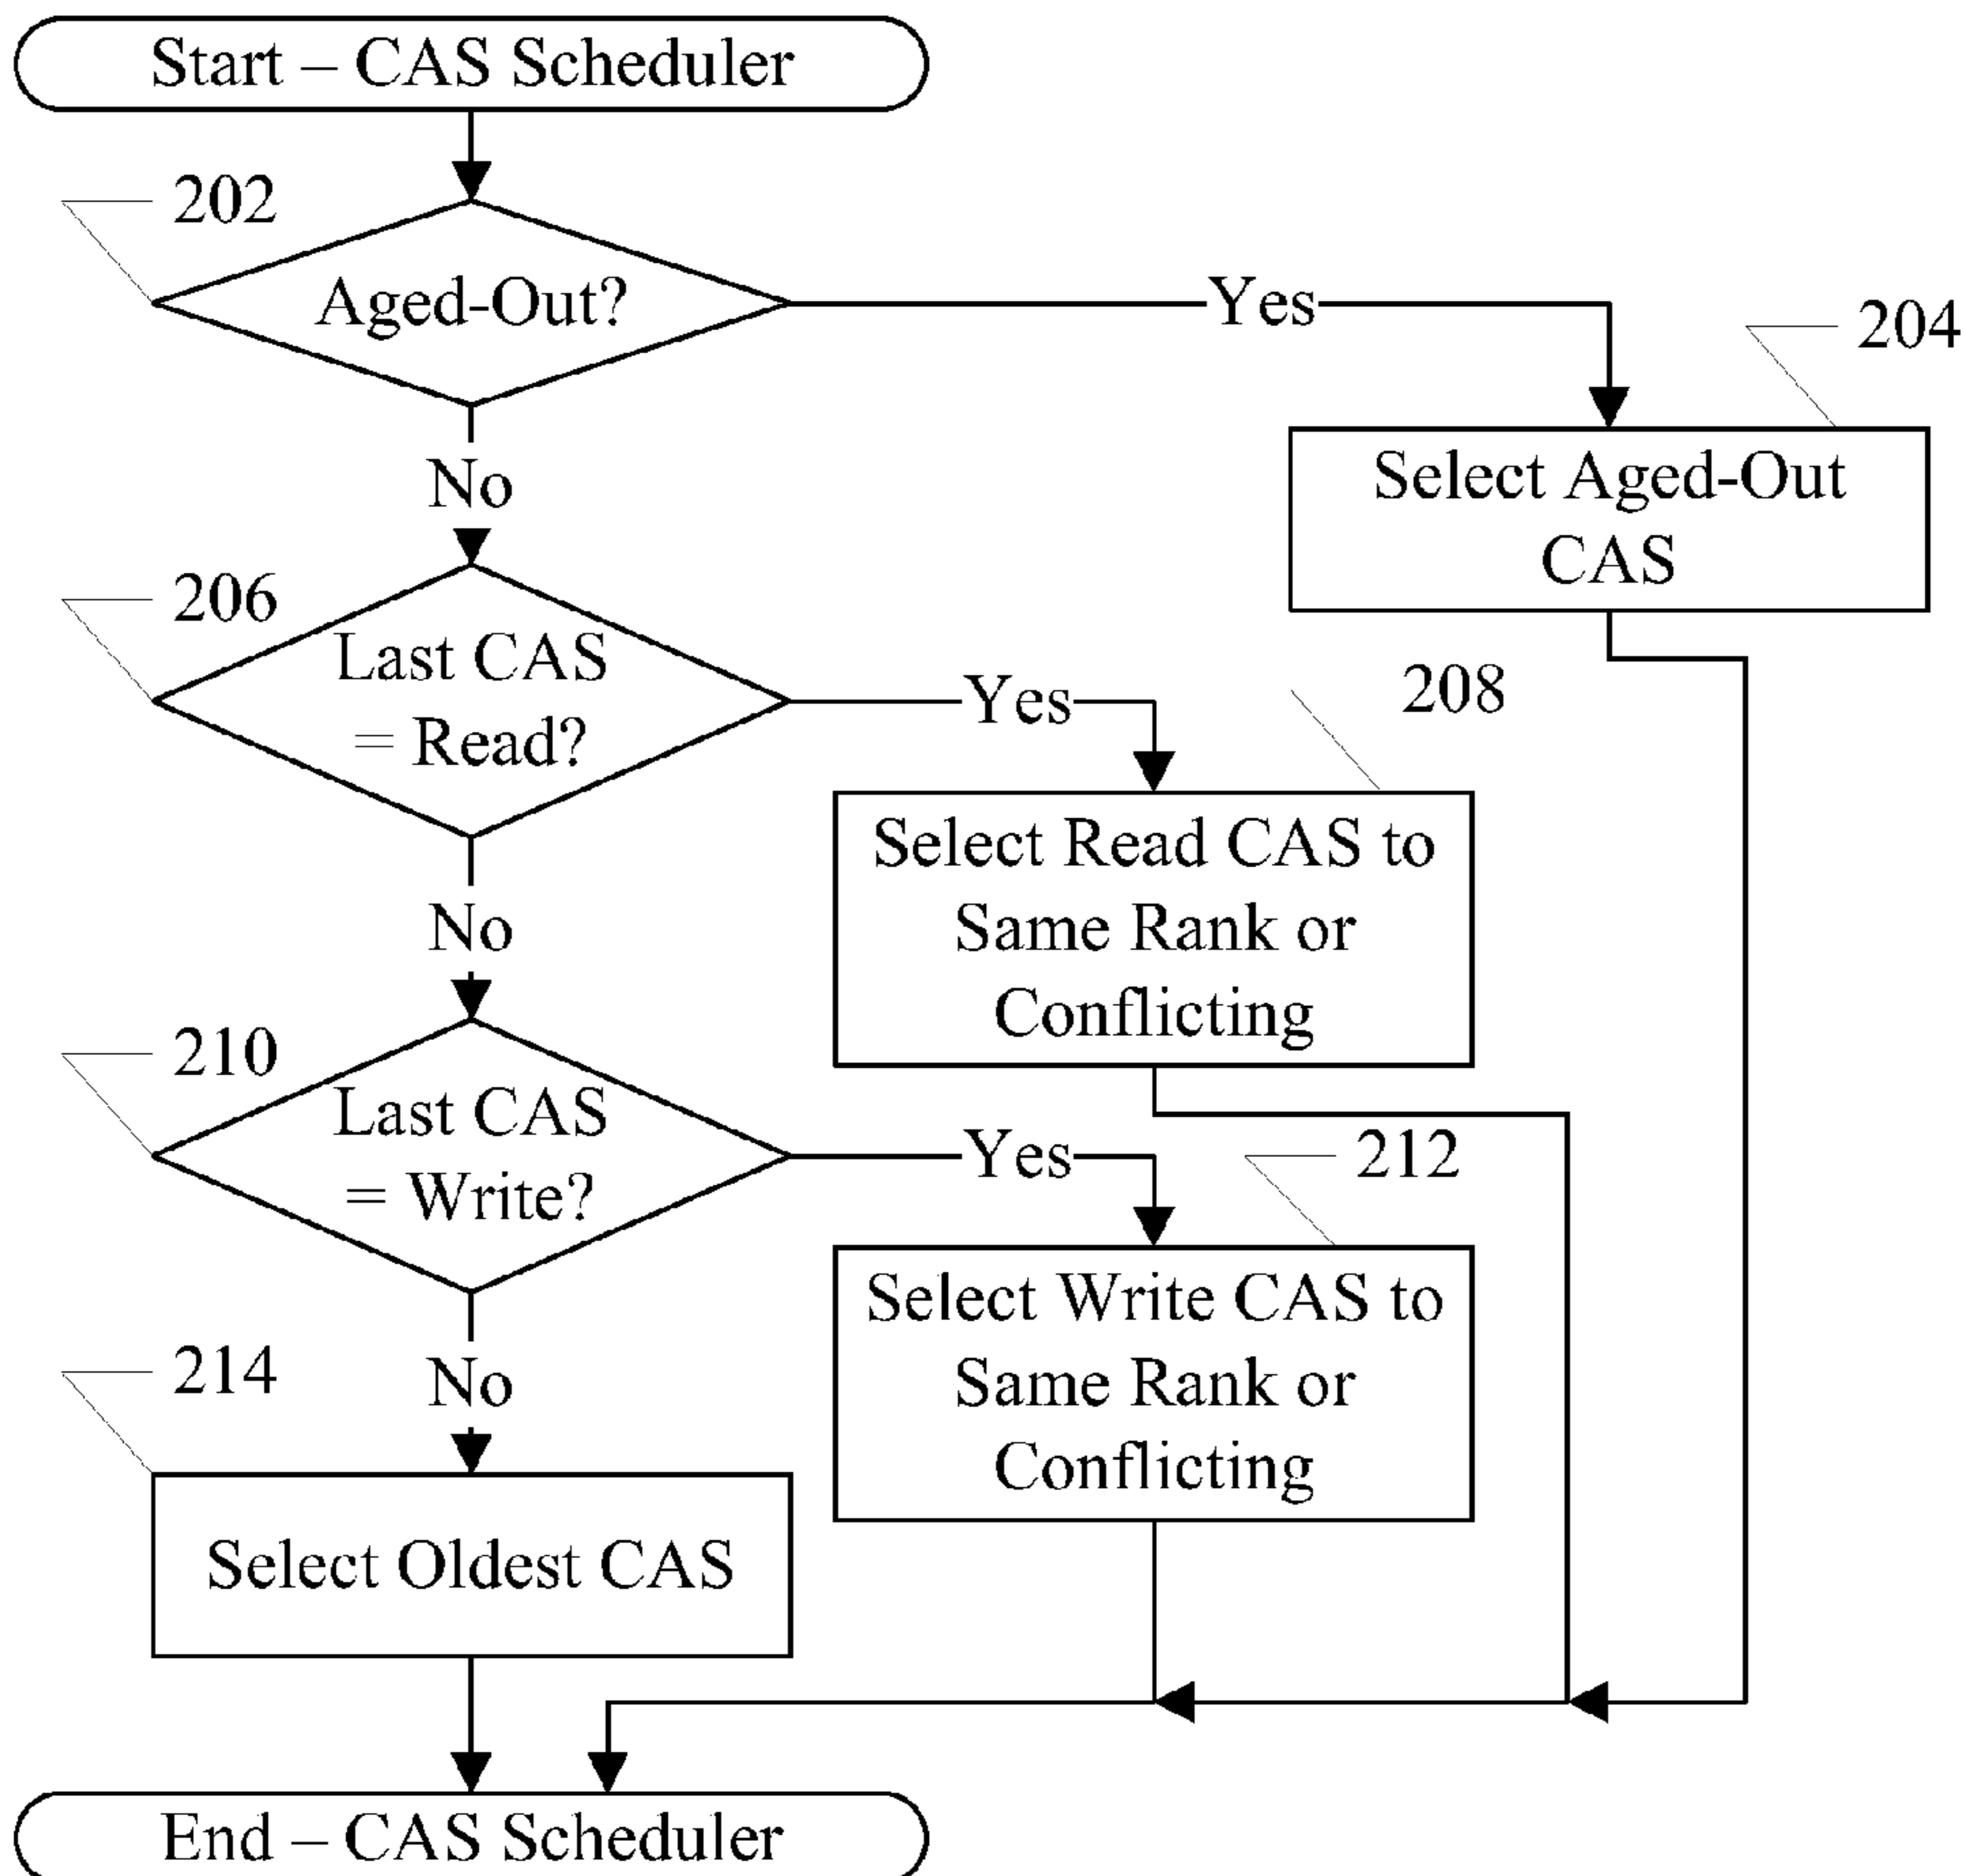 Start – CAS Scheduler
202
Aged-Out?
Yes
204
Select Aged-Out
CAS
No
206
Last CAS
= Read?
Yes
208
Select Read CAS to
Same Rank or
Conflicting
No
210
Last CAS
= Write?
Yes
212
Select Write CAS to
Same Rank or
Conflicting
No
214
Select Oldest CAS
End – CAS Scheduler